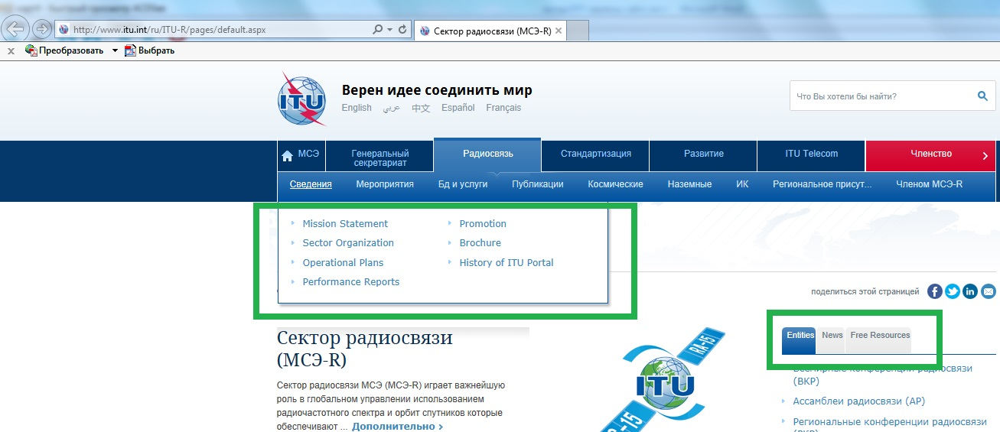 http://www.itu.int/ru/ITU-R/pages/default.aspx
Сектор радиосвязи (МСЭ-R)
x Преобразовать Выбрать
ITU
Верен идее соединить мир
English عربي 中文 Español Français
Что Вы хотели бы найти?
МСЭ Генеральный секретариат Радиосвязь Стандартизация Развитие ITU Telecom Членство
Сведения Мероприятия Бд и услуги Публикации Космические Наземные ИК Региональное присут... Членом МСЭ-R
Mission Statement Promotion
Sector Organization Brochure
Operational Plans History of ITU Portal
Performance Reports
поделиться этой страницей
Сектор радиосвязи
(МСЭ-R)
Сектор радиосвязи МСЭ (МСЭ-R) играет важнейшую
роль в глобальном управлении использованием
радиочастотного спектра и орбит спутников которые
обеспечивают ... Дополнительно
RA-15
ITU
-15
Entities News Free Resources
Всемирные конференции радиосвязи
(ВКР)
Ассамблеи радиосвязи (АР)
Региональные конференции радиосвязи